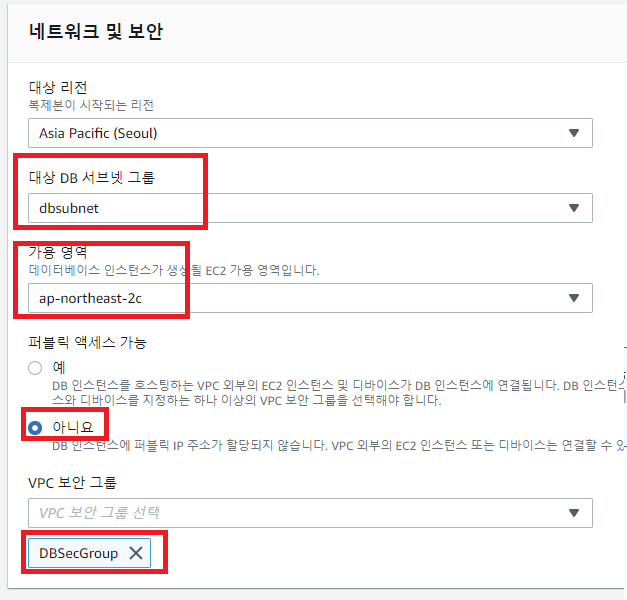 네트워크 및 보안
대상 리전
복제본이 시작되는 리전
Asia Pacific (Seoul)
대상 DB 서브넷 그룹
dbsubnet
가용 영역
데이터베이스 인스턴스가 생성될 EC2 가용 영역입니다.
ap-northeast-2c
퍼블릭 액세스 가능
예
DB 인스턴스를 호스팅하는 VPC 외부의 EC2 인스턴스 및 디바이스가 DB 인스턴스에 연결됩니다. DB 인스턴스
스와 디바이스를 지정하는 하나 이상의 VPC 보안 그룹을 선택해야 합니다.
아니요
DB 인스턴스에 퍼블릭 IP 주소가 할당되지 않습니다. VPC 외부의 EC2 인스턴스 또는 디바이스는 연결할 수
VPC 보안 그룹
VPC 보안 그룹 선택
DBSecGroup